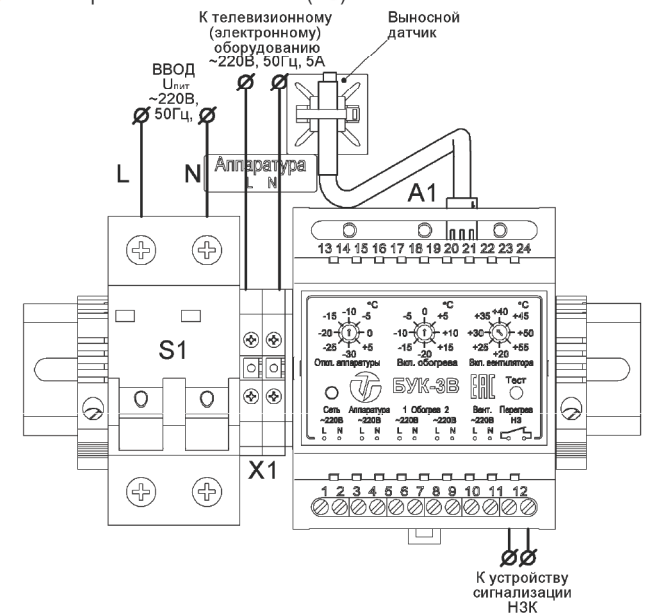 К телевизионному
(электронному)
оборудованию
~220В, 50Гц, 5А
Выносной
датчик
ВВОД
Uпит
~220В,
50Гц,
L
N
Аппаратура
L N
А1
13 14 15 16 17 18 19 20 21 22 23 24
S1
X1
°C
-15 -10 -5
-20 0
-25 +5
-30
Откл. аппаратуры
°C
-5 0 +5
-10 +10
-15 +15
-20
Вкл. обогрева
°C
+35 +40 +45
+30 +50
+25 +55
+20
Вкл. вентилятора
БУК-3В
ЕАС
Тест
Сеть Аппаратура 1 Обогрев 2 Вент. Перегрев
~220В ~220В ~220В ~220В ~220В НЗ
L N L N L N L N L N
1 2 3 4 5 6 7 8 9 10 11 12
К устройству
сигнализации
НЗК